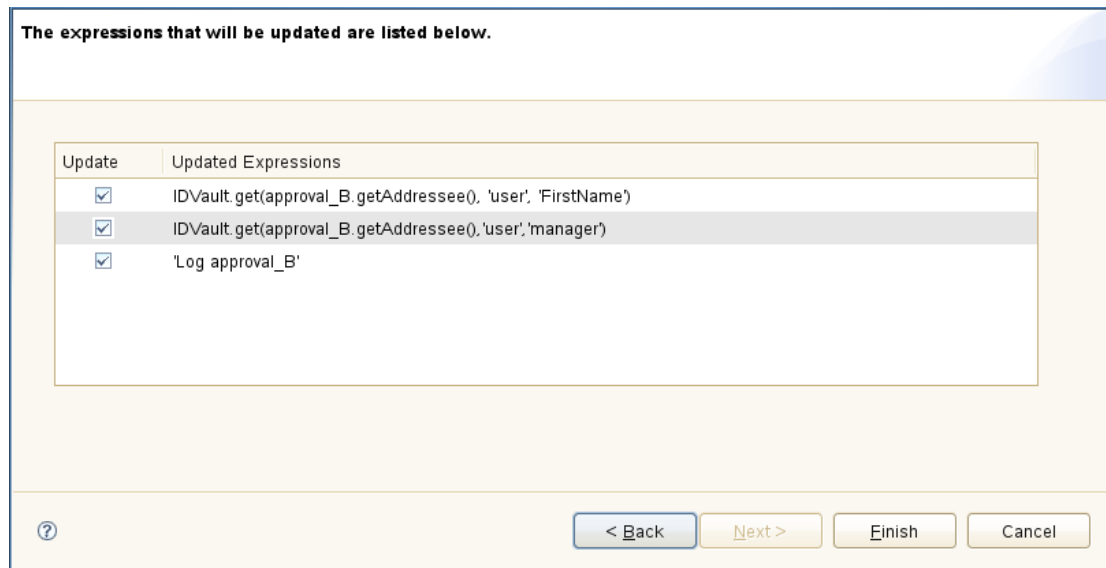 The expressions that will be updated are listed below.
Update Updated Expressions
IDVault.get(approval_B.getAddressee(), 'user', 'FirstName')
IDVault.get(approval_B.getAddressee(),'user','manager')
'Log approval_B'
?
< Back Next > Finish Cancel